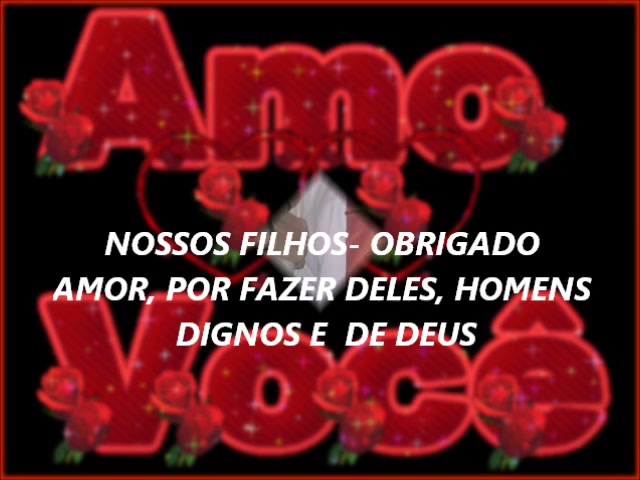 Amo
NOSSOS FILHOS- OBRIGADO
AMOR, POR FAZER DELES, HOMENS
DIGNOS E  DE DEUS
Você